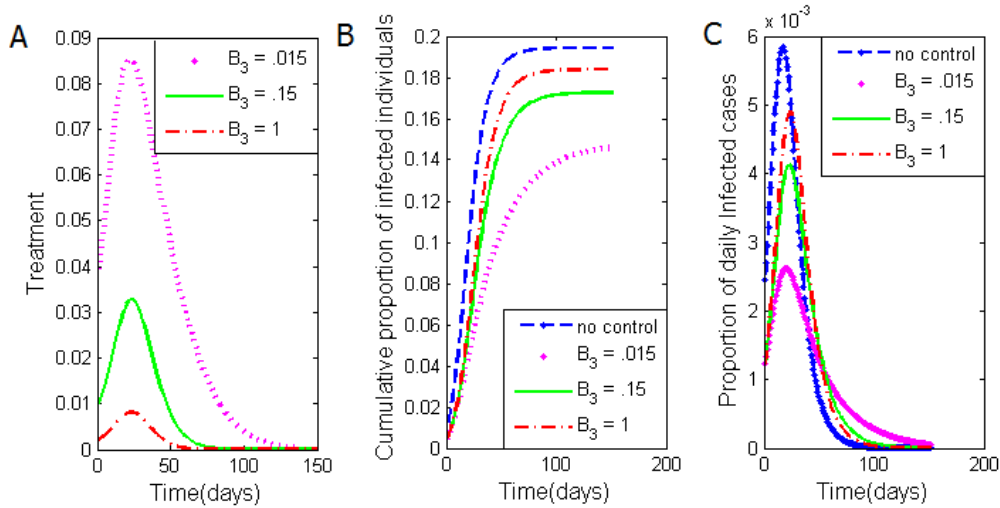 A
Treatment
0.09
0.08
0.07
0.06
0.05
0.04
0.03
0.02
0.01
0
B₃ = .015
B₃ = .15
B₃ = 1
0 50 100 150
Time(days)
B
Cumulative proportion of infected individuals
0.2
0.18
0.16
0.14
0.12
0.1
0.08
0.06
0.04
0.02
0
no control
B₃ = .015
B₃ = .15
B₃ = 1
0 100 200
Time(days)
C
x 10⁻³
Proportion of daily Infected cases
6
5
4
3
2
1
0
no control
B₃ = .015
B₃ = .15
B₃ = 1
0 100 200
Time(days)